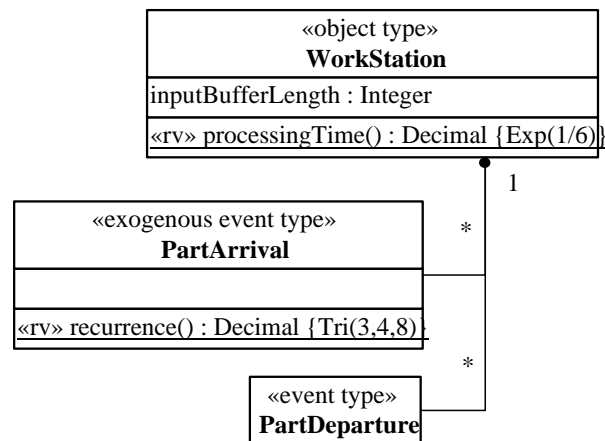 «object type»
WorkStation
inputBufferLength : Integer
«rv» processingTime() : Decimal {Exp(1/6)}
1
«exogenous event type»
PartArrival
*
«rv» recurrence() : Decimal {Tri(3,4,8)}
*
«event type»
PartDeparture